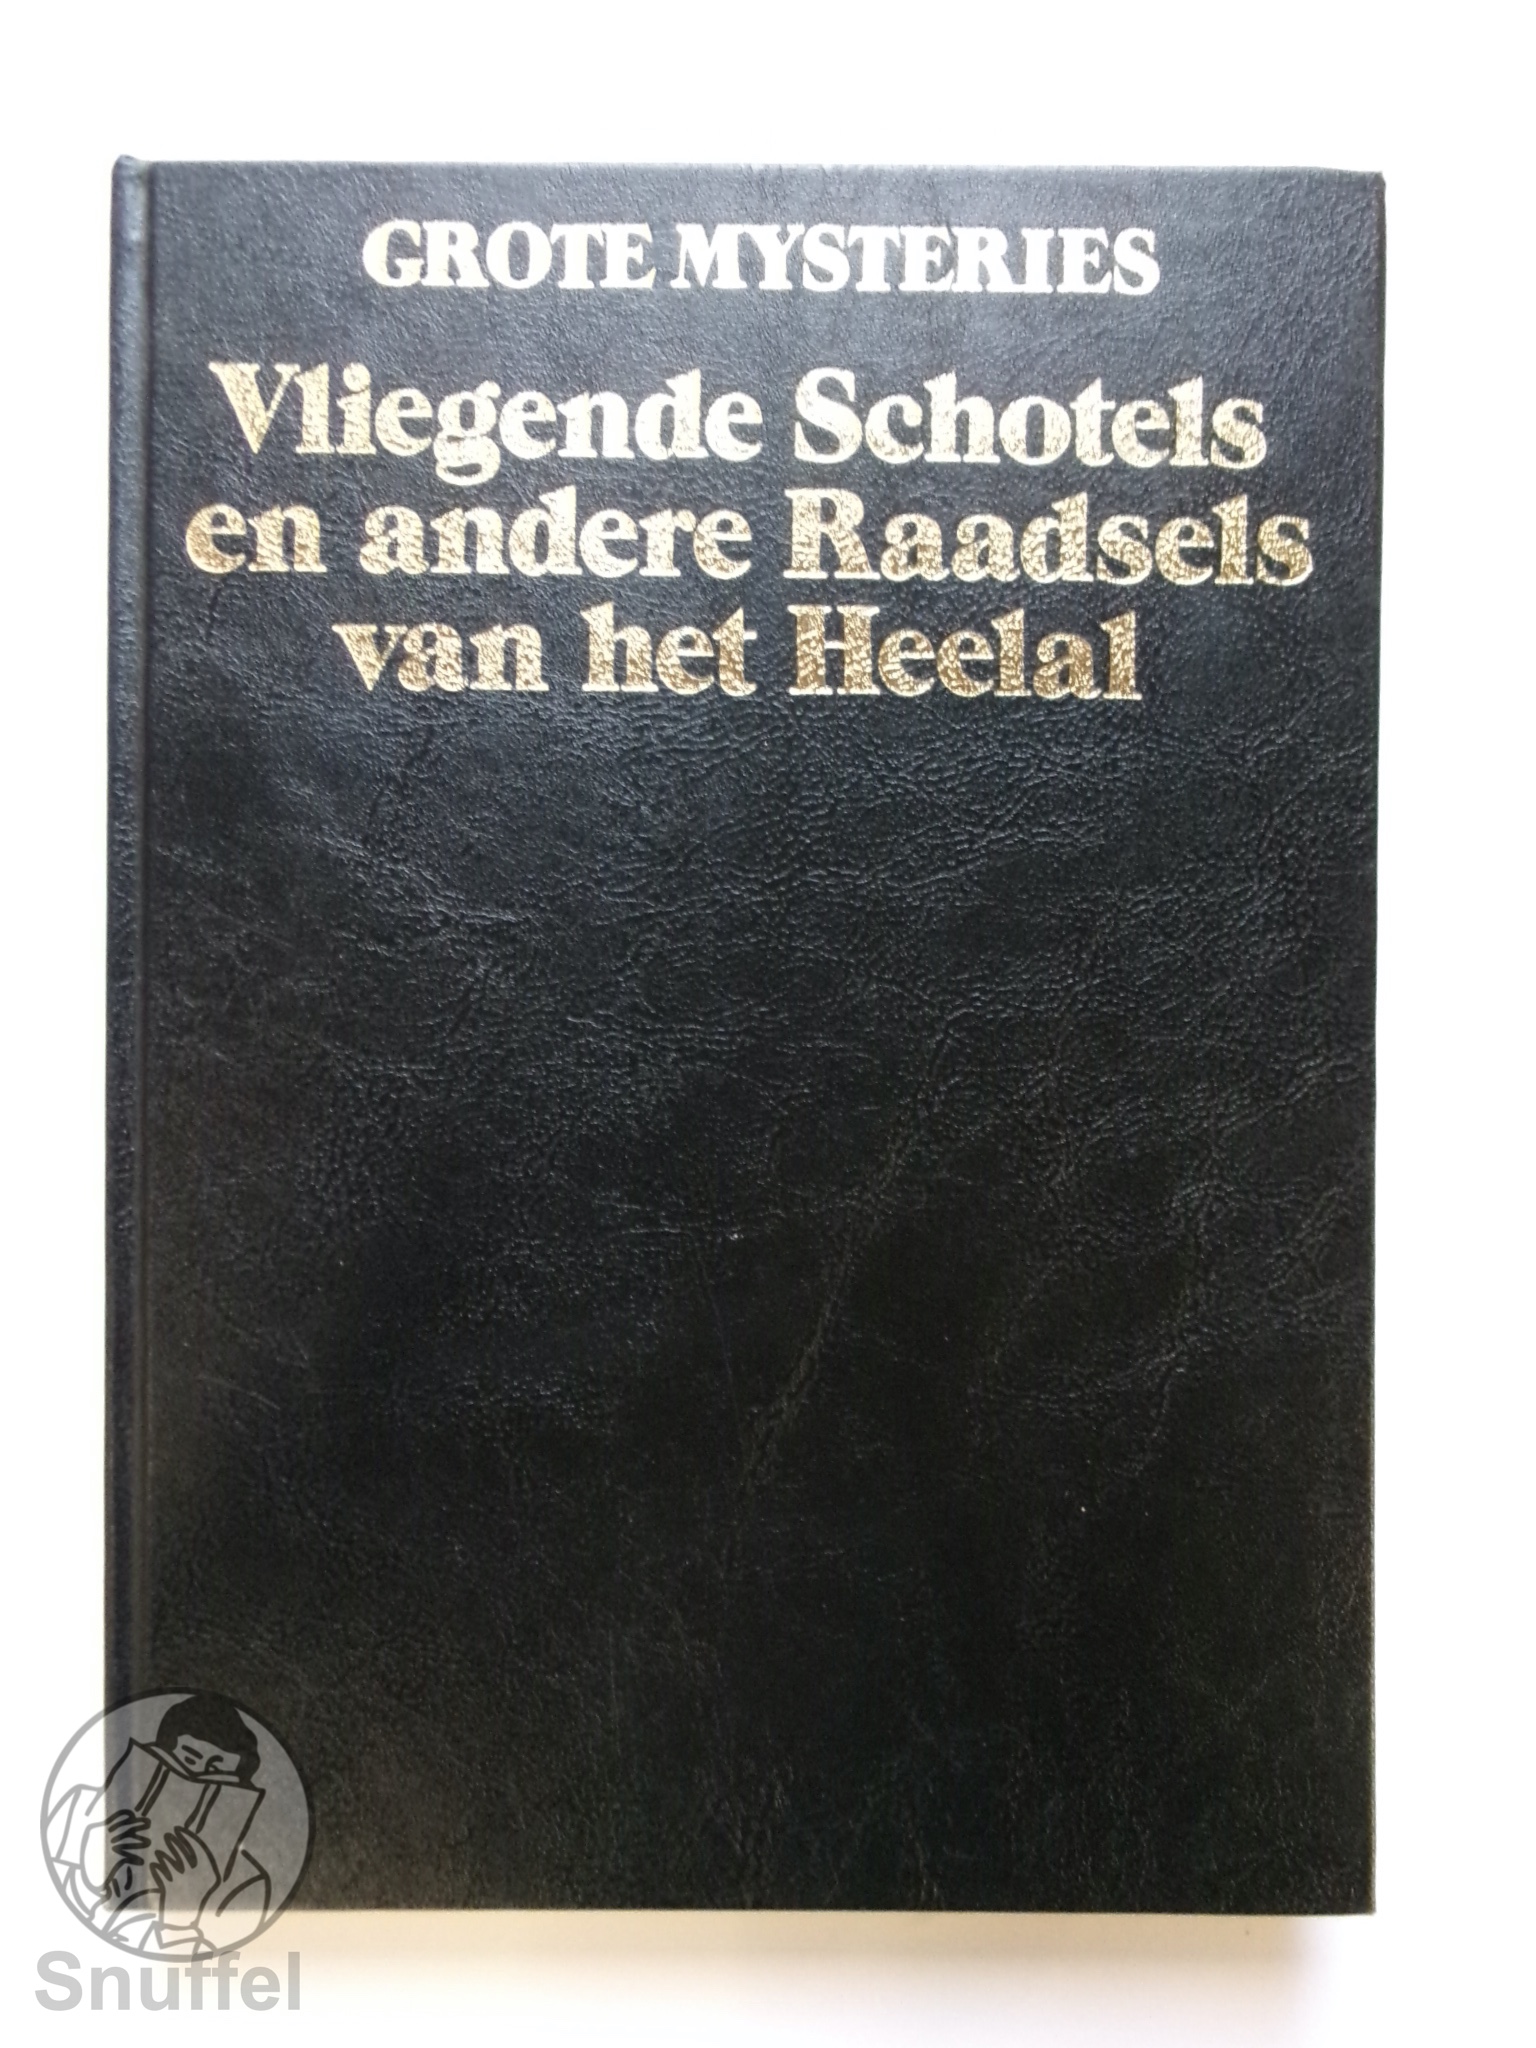 GROTE MYSTERIES
Vliegende Schotels
en andere Raadsels
van het Heelal
Snuffel